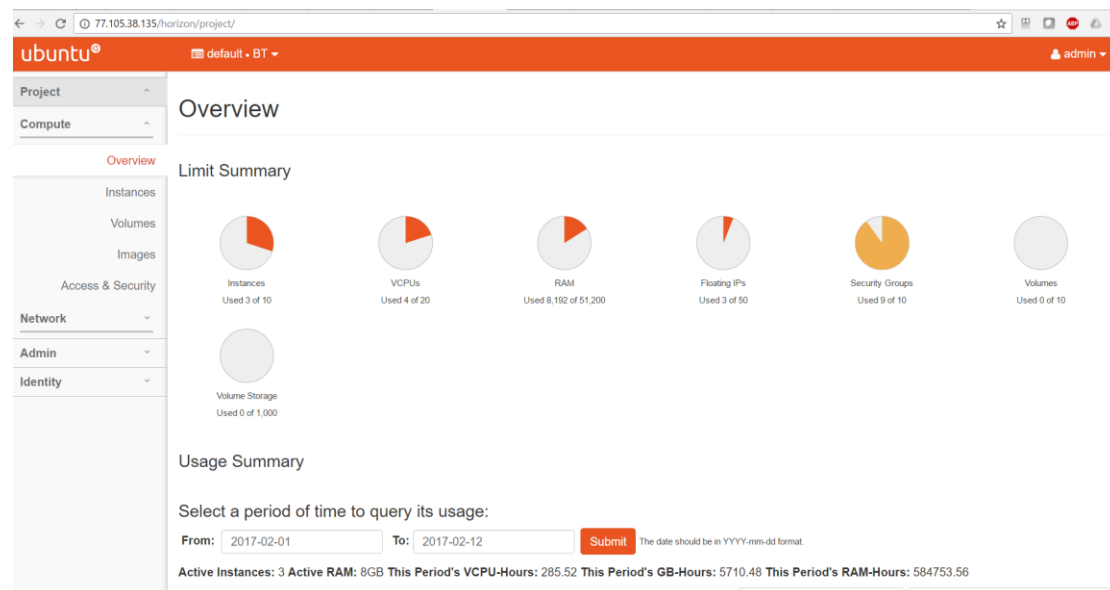 77.105.38.135/horizon/project/
ubuntu® default • BT admin
Project
Compute
Overview
Instances
Volumes
Images
Access & Security
Network
Admin
Identity
Overview
Limit Summary
Instances VCPUs RAM Floating IPs Security Groups Volumes
Used 3 of 10 Used 4 of 20 Used 8,192 of 51,200 Used 3 of 50 Used 9 of 10 Used 0 of 10
Volume Storage
Used 0 of 1,000
Usage Summary
Select a period of time to query its usage:
From: 2017-02-01 To: 2017-02-12 Submit The date should be in YYYY-mm-dd format.
Active Instances: 3 Active RAM: 8GB This Period's VCPU-Hours: 285.52 This Period's GB-Hours: 5710.48 This Period's RAM-Hours: 584753.56